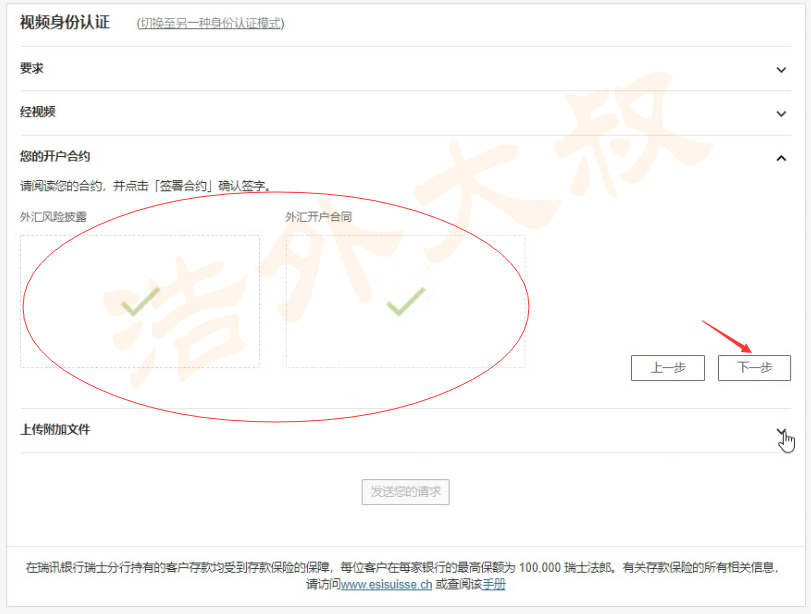 视频身份认证 (切换至另一种身份认证模式)
要求
经视频
您的开户合约
请阅读您的合约，并点击「签署合约」确认签字。
外汇风险披露 外汇开户合同
浩外大叔
上一步 下一步
上传附加文件
发送您的请求
在瑞讯银行瑞士分行持有的客户存款均受到存款保险的保障，每位客户在每家银行的最高保额为 100,000 瑞士法郎。有关存款保险的所有相关信息，
请访问www.esisuisse.ch 或查阅该手册